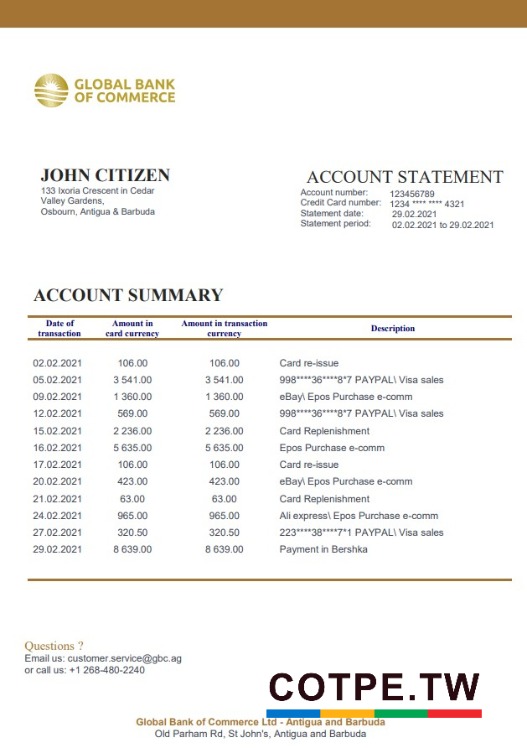 GLOBAL BANK
OF COMMERCE
JOHN CITIZEN
133 Ixoria Crescent in Cedar
Valley Gardens,
Osbourn, Antigua & Barbuda
ACCOUNT STATEMENT
Account number: 123456789
Credit Card number: 1234 **** **** 4321
Statement date: 29.02.2021
Statement period: 02.02.2021 to 29.02.2021
ACCOUNT SUMMARY
Date of transaction Amount in card currency Amount in transaction currency Description
02.02.2021 106.00 106.00 Card re-issue
05.02.2021 3 541.00 3 541.00 998****36****8*7 PAYPAL\ Visa sales
09.02.2021 1 360.00 1 360.00 eBay\ Epos Purchase e-comm
12.02.2021 569.00 569.00 998****36****8*7 PAYPAL\ Visa sales
15.02.2021 2 236.00 2 236.00 Card Replenishment
16.02.2021 5 635.00 5 635.00 Epos Purchase e-comm
17.02.2021 106.00 106.00 Card re-issue
20.02.2021 423.00 423.00 eBay\ Epos Purchase e-comm
21.02.2021 63.00 63.00 Card Replenishment
24.02.2021 965.00 965.00 Ali express\ Epos Purchase e-comm
27.02.2021 320.50 320.50 223****38****7*1 PAYPAL\ Visa sales
29.02.2021 8 639.00 8 639.00 Payment in Bershka
Questions ?
Email us: customer.service@gbc.ag
or call us: +1 268-480-2240
COTPE.TW
Global Bank of Commerce Ltd - Antigua and Barbuda
Old Parham Rd, St John's, Antigua and Barbuda